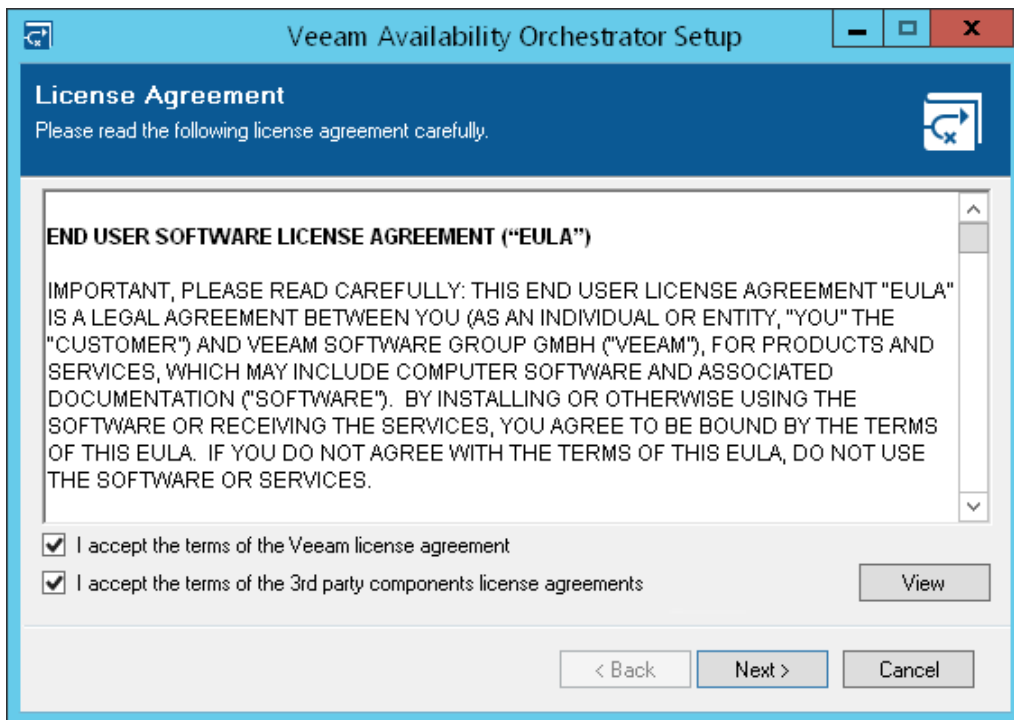 Veeam Availability Orchestrator Setup
License Agreement
Please read the following license agreement carefully.
END USER SOFTWARE LICENSE AGREEMENT (“EULA”)
IMPORTANT, PLEASE READ CAREFULLY: THIS END USER LICENSE AGREEMENT "EULA"
IS A LEGAL AGREEMENT BETWEEN YOU (AS AN INDIVIDUAL OR ENTITY, "YOU" THE
"CUSTOMER") AND VEEAM SOFTWARE GROUP GMBH ("VEEAM"), FOR PRODUCTS AND
SERVICES, WHICH MAY INCLUDE COMPUTER SOFTWARE AND ASSOCIATED
DOCUMENTATION ("SOFTWARE").  BY INSTALLING OR OTHERWISE USING THE
SOFTWARE OR RECEIVING THE SERVICES, YOU AGREE TO BE BOUND BY THE TERMS
OF THIS EULA.  IF YOU DO NOT AGREE WITH THE TERMS OF THIS EULA, DO NOT USE
THE SOFTWARE OR SERVICES.
I accept the terms of the Veeam license agreement
I accept the terms of the 3rd party components license agreements
View
< Back
Next >
Cancel